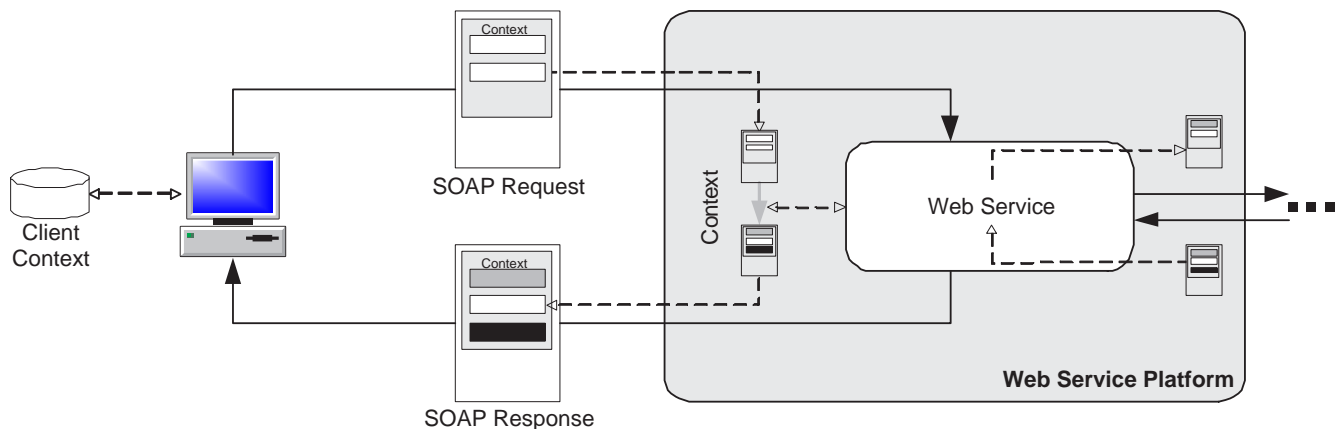 Context
SOAP Request
Client
Context
Context
Web Service
Context
SOAP Response
Web Service Platform